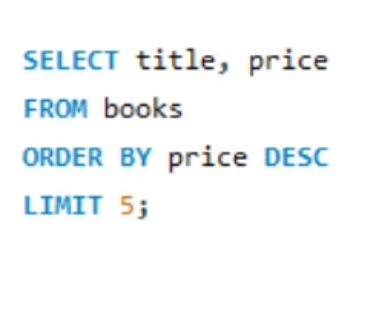 SELECT title, price
FROM books
ORDER BY price DESC
LIMIT 5;